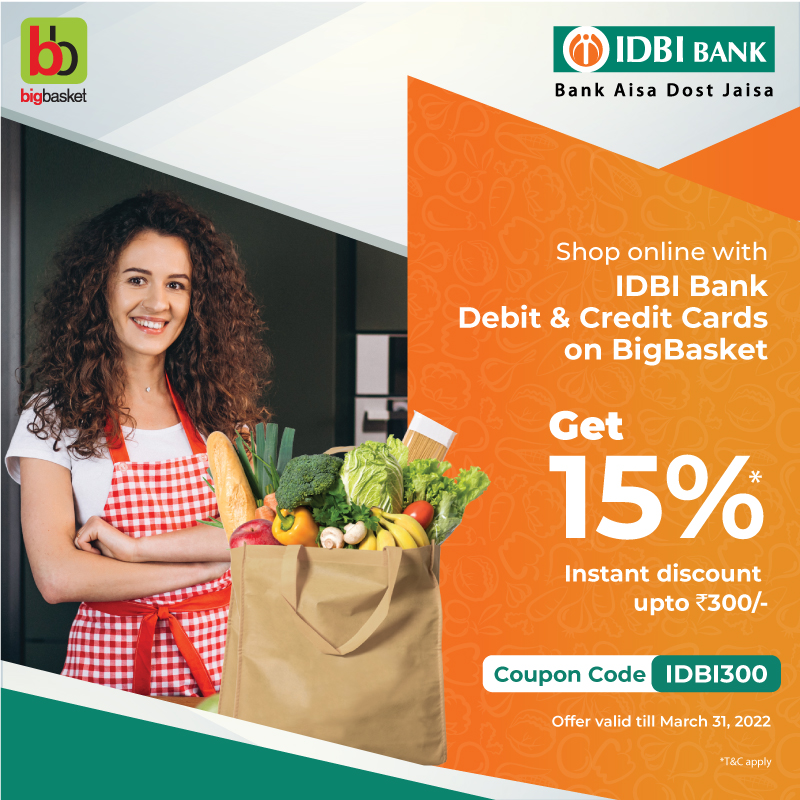 bb
bigbasket
IDBI BANK
Bank Aisa Dost Jaisa
Shop online with
IDBI Bank
Debit & Credit Cards
on BigBasket
Get
15%*
Instant discount
upto ₹300/-
Coupon Code IDBI300
Offer valid till March 31, 2022
*T&C apply